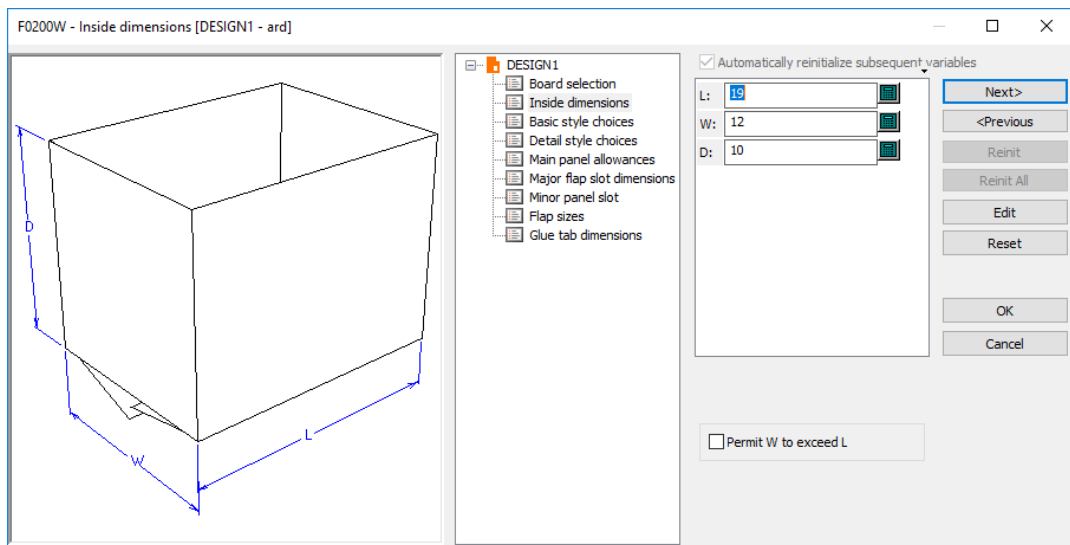 F0200W - Inside dimensions [DESIGN1 - ard]
D
W
L
DESIGN1
Board selection
Inside dimensions
Basic style choices
Detail style choices
Main panel allowances
Major flap slot dimensions
Minor panel slot
Flap sizes
Glue tab dimensions
Automatically reinitialize subsequent variables
L: 19
W: 12
D: 10
Permit W to exceed L
Next>
<Previous
Reinit
Reinit All
Edit
Reset
OK
Cancel